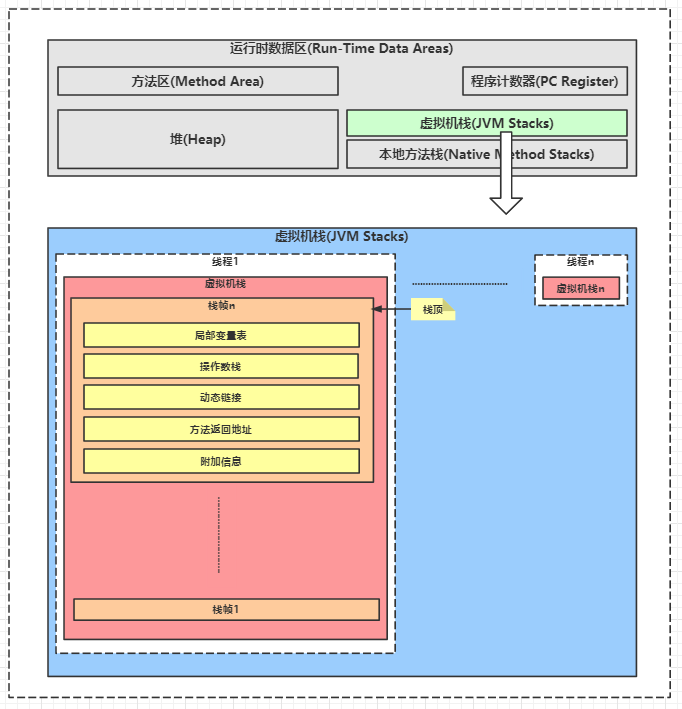 运行时数据区(Run-Time Data Areas)
方法区(Method Area)
程序计数器(PC Register)
堆(Heap)
虚拟机栈(JVM Stacks)
本地方法栈(Native Method Stacks)
虚拟机栈(JVM Stacks)
线程1
线程n
虚拟机栈
虚拟机栈n
栈帧n
栈顶
局部变量表
操作数栈
动态链接
方法返回地址
附加信息
栈帧1